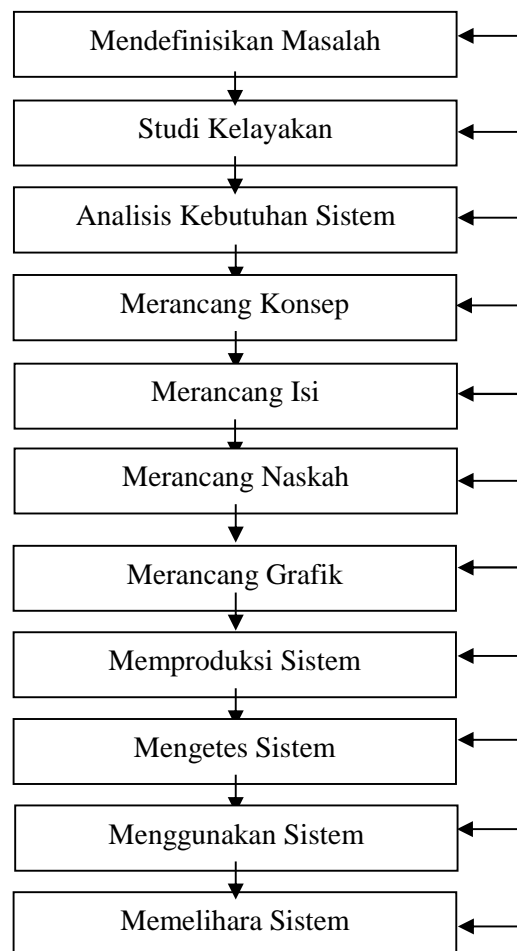 Mendefinisikan Masalah
Studi Kelayakan
Analisis Kebutuhan Sistem
Merancang Konsep
Merancang Isi
Merancang Naskah
Merancang Grafik
Memproduksi Sistem
Mengetes Sistem
Menggunakan Sistem
Memelihara Sistem